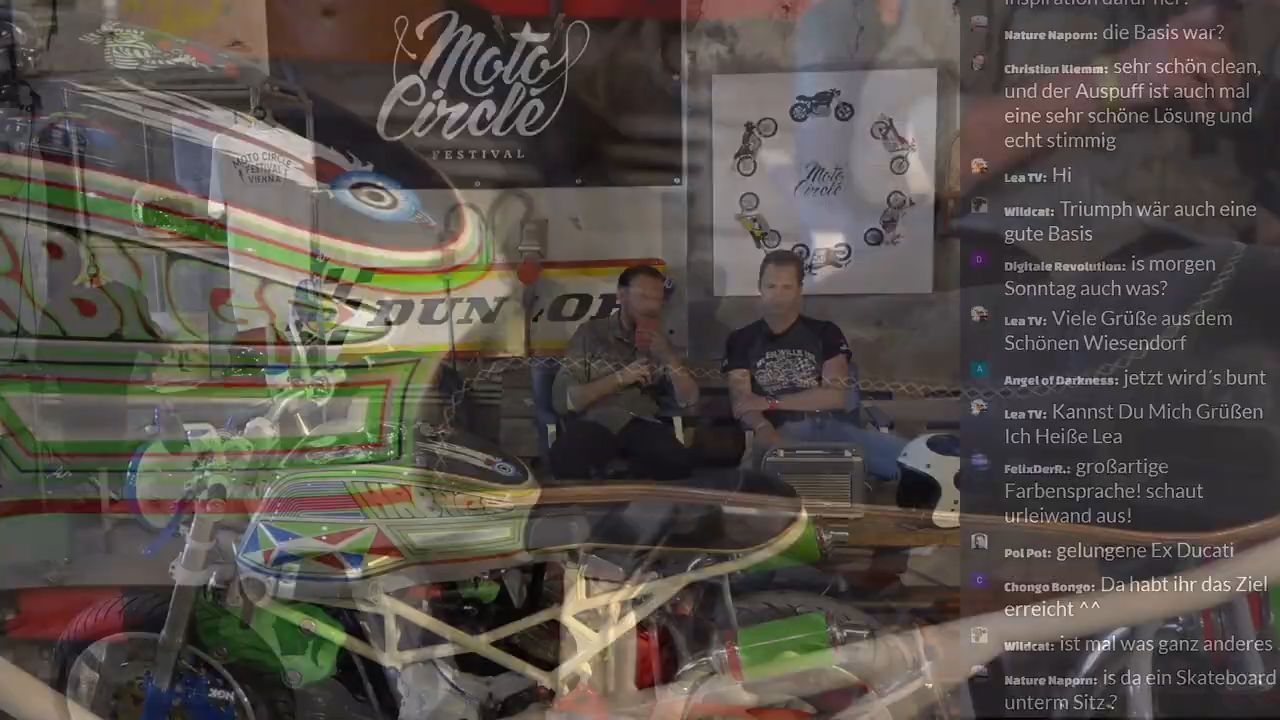 Moto
Circle
FESTIVAL
MOTO CIRCLE
FESTIVAL
VIENNA
Moto
Circle
DUNLOP
NGK
Nature Naporn: die Basis war?
Christian Klemm: sehr schön clean,
und der Auspuff ist auch mal
eine sehr schöne Lösung und
echt stimmig
Lea TV: Hi
Wildcat: Triumph wär auch eine
gute Basis
Digitale Revolution: is morgen
Sonntag auch was?
Lea TV: Viele Grüße aus dem
Schönen Wiesendorf
Angel of Darkness: jetzt wird´s bunt
Lea TV: Kannst Du Mich Grüßen
Ich Heiße Lea
FelixDerR.: großartige
Farbensprache! schaut
urleiwand aus!
Pol Pot: gelungene Ex Ducati
Chongo Bongo: Da habt ihr das Ziel
erreicht ^^
Wildcat: ist mal was ganz anderes
Nature Naporn: is da ein Skateboard
unterm Sitz ?